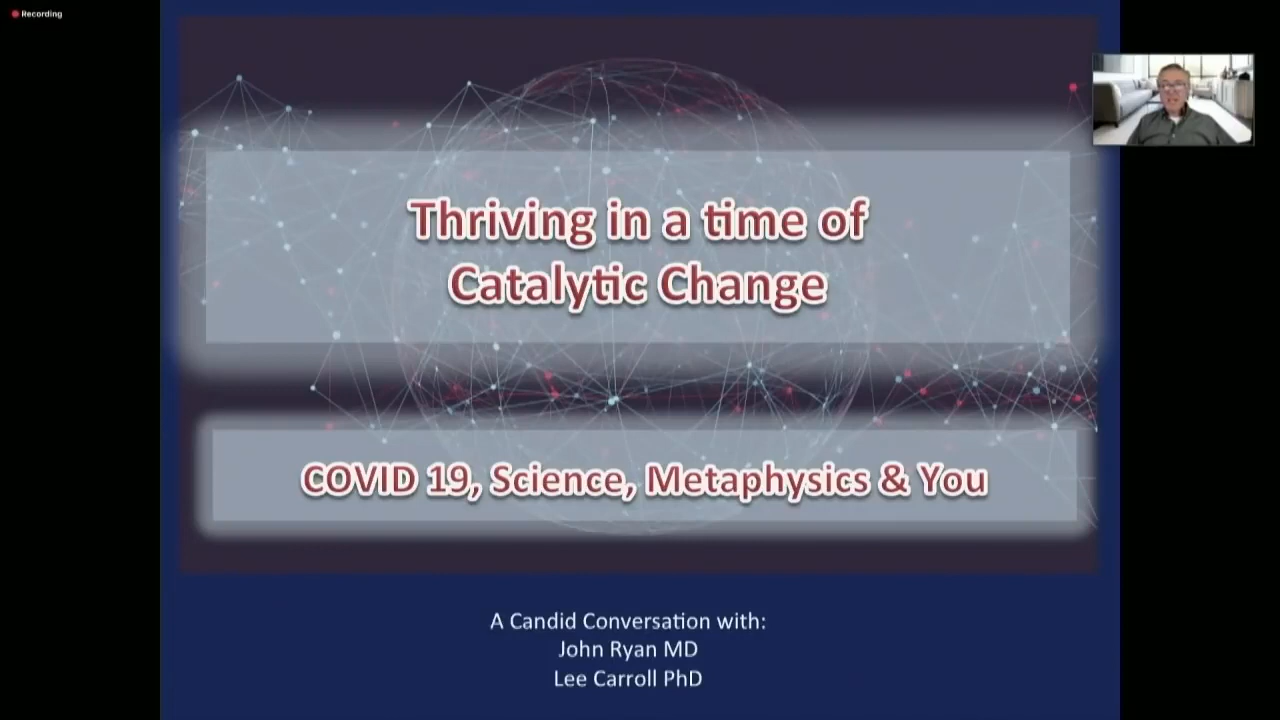 Recording
Thriving in a time of
Catalytic Change
COVID 19, Science, Metaphysics & You
A Candid Conversation with:
John Ryan MD
Lee Carroll PhD